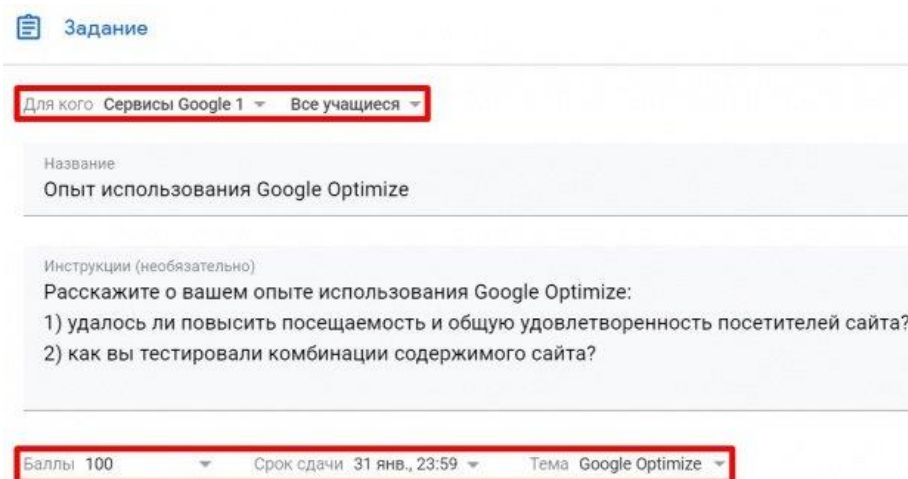 Задание
Для кого Сервисы Google 1 Все учащиеся
Название
Опыт использования Google Optimize
Инструкции (необязательно)
Расскажите о вашем опыте использования Google Optimize:
1) удалось ли повысить посещаемость и общую удовлетворенность посетителей сайта?
2) как вы тестировали комбинации содержимого сайта?
Баллы 100 Срок сдачи 31 янв., 23:59 Тема Google Optimize